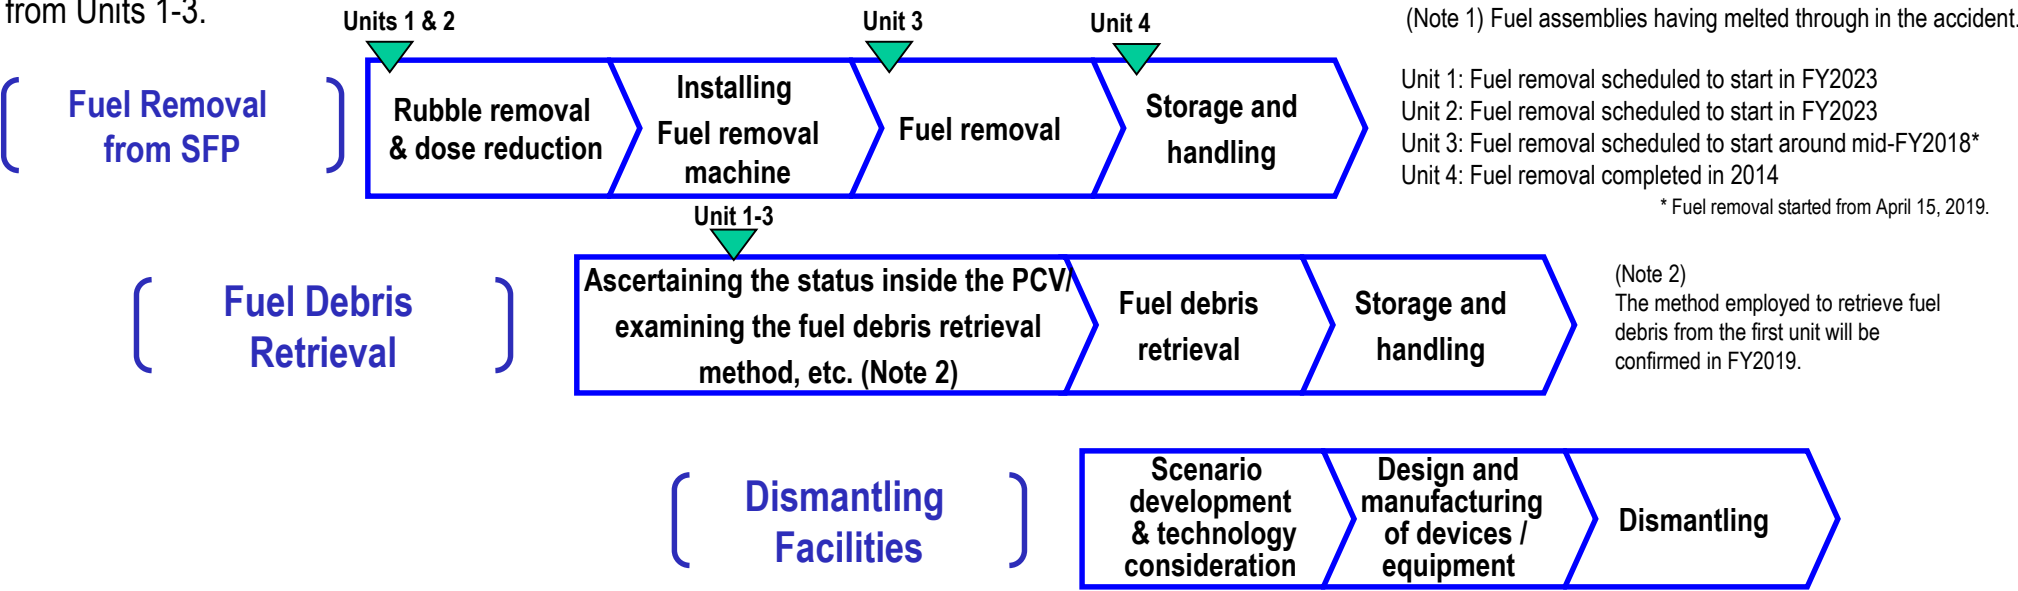 from Units 1-3.
Units 1 & 2
Unit 3
Unit 4
(Note 1) Fuel assemblies having melted through in the accident.
Fuel Removal
from SFP
Rubble removal
& dose reduction
Installing
Fuel removal
machine
Fuel removal
Storage and
handling
Unit 1: Fuel removal scheduled to start in FY2023
Unit 2: Fuel removal scheduled to start in FY2023
Unit 3: Fuel removal scheduled to start around mid-FY2018*
Unit 4: Fuel removal completed in 2014
* Fuel removal started from April 15, 2019.
Unit 1-3
Fuel Debris
Retrieval
Ascertaining the status inside the PCV/
examining the fuel debris retrieval
method, etc. (Note 2)
Fuel debris
retrieval
Storage and
handling
(Note 2)
The method employed to retrieve fuel
debris from the first unit will be
confirmed in FY2019.
Dismantling
Facilities
Scenario
development
& technology
consideration
Design and
manufacturing
of devices /
equipment
Dismantling